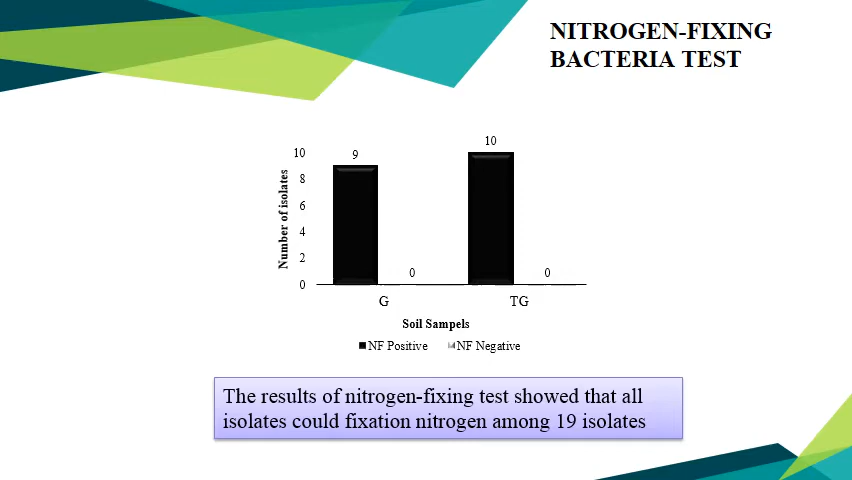 NITROGEN-FIXING
BACTERIA TEST
10
9
10
8
6
4
2
0
0
0
Number of isolates
G
TG
Soil Sampels
NF Positive
NF Negative
The results of nitrogen-fixing test showed that all
isolates could fixation nitrogen among 19 isolates